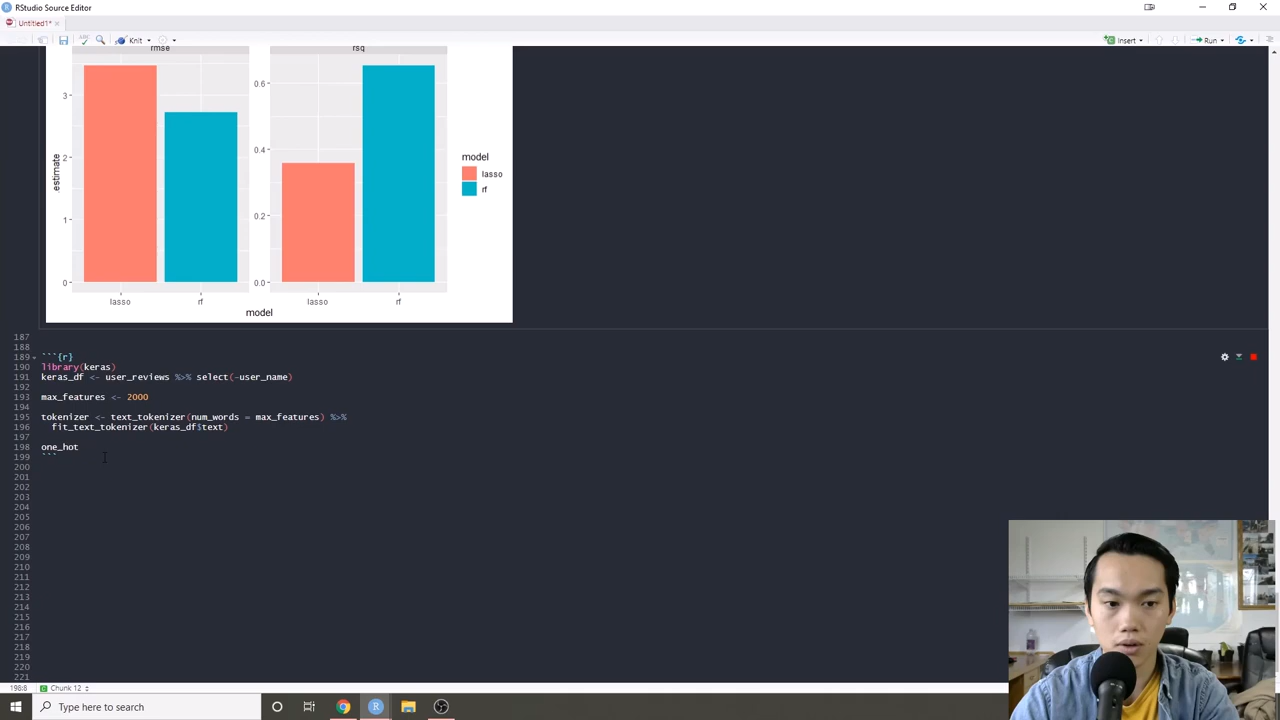 RStudio Source Editor
Untitled1*
Knit
Insert
Run
rmse
rsq
3
2
1
0
0.6
0.4
0.2
0.0
.estimate
model
lasso
rf
lasso
rf
lasso
rf
model
187
188
189 ```{r}
190 library(keras)
191 keras_df <- user_reviews %>% select(-user_name)
192
193 max_features <- 2000
194
195 tokenizer <- text_tokenizer(num_words = max_features) %>%
196 fit_text_tokenizer(keras_df$text)
197
198 one_hot
199 ```
200
201
202
203
204
205
206
207
208
209
210
211
212
213
214
215
216
217
218
219
220
221
198:8 Chunk 12
Type here to search